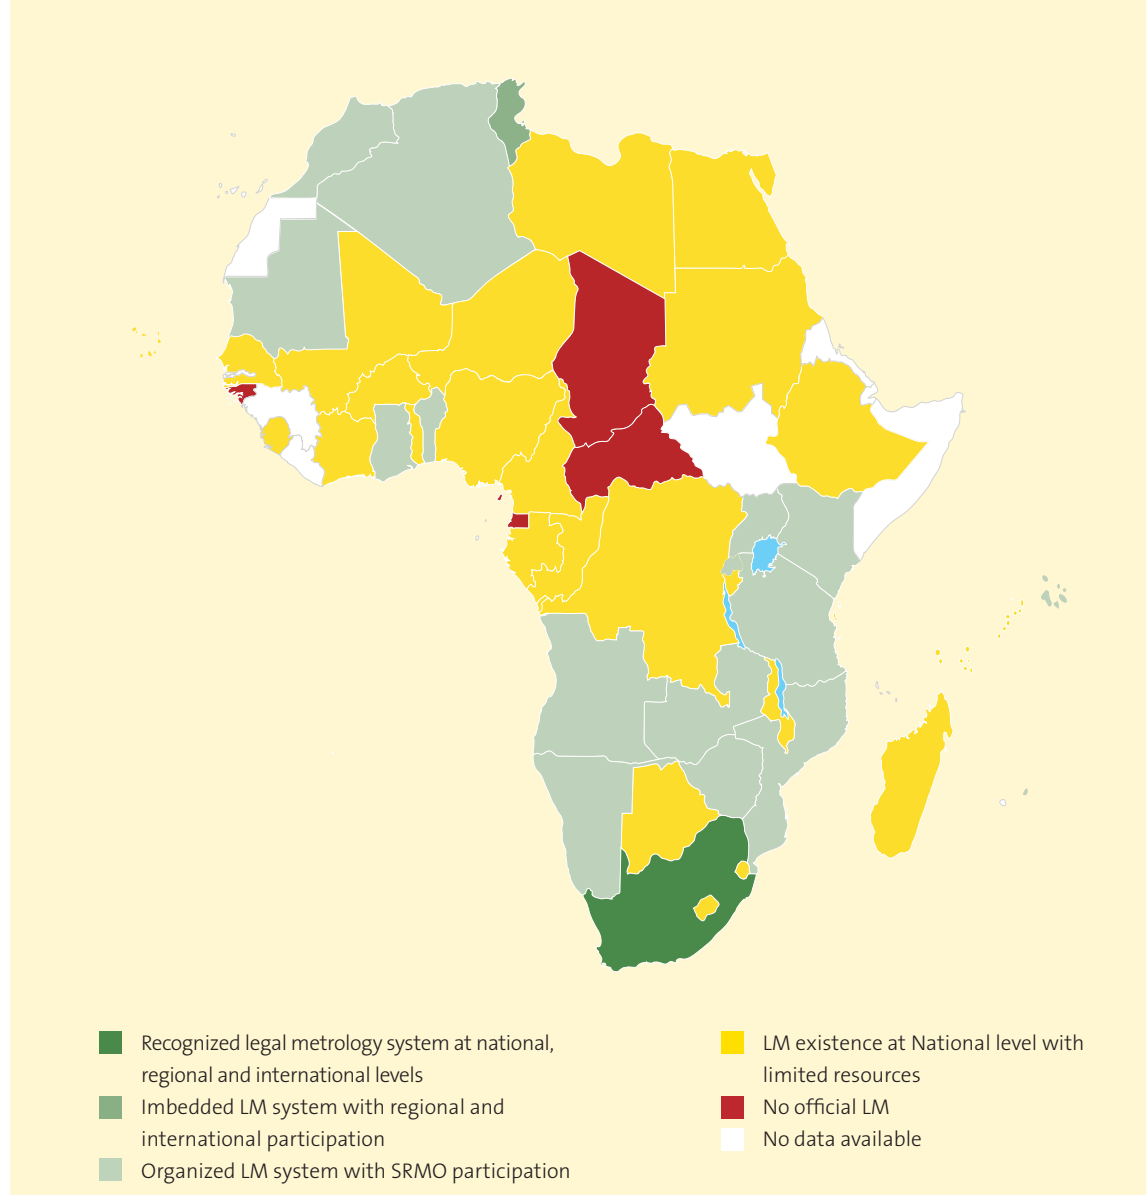 Recognized legal metrology system at national,
regional and international levels
Imbedded LM system with regional and
international participation
Organized LM system with SRMO participation
LM existence at National level with
limited resources
No official LM
No data available